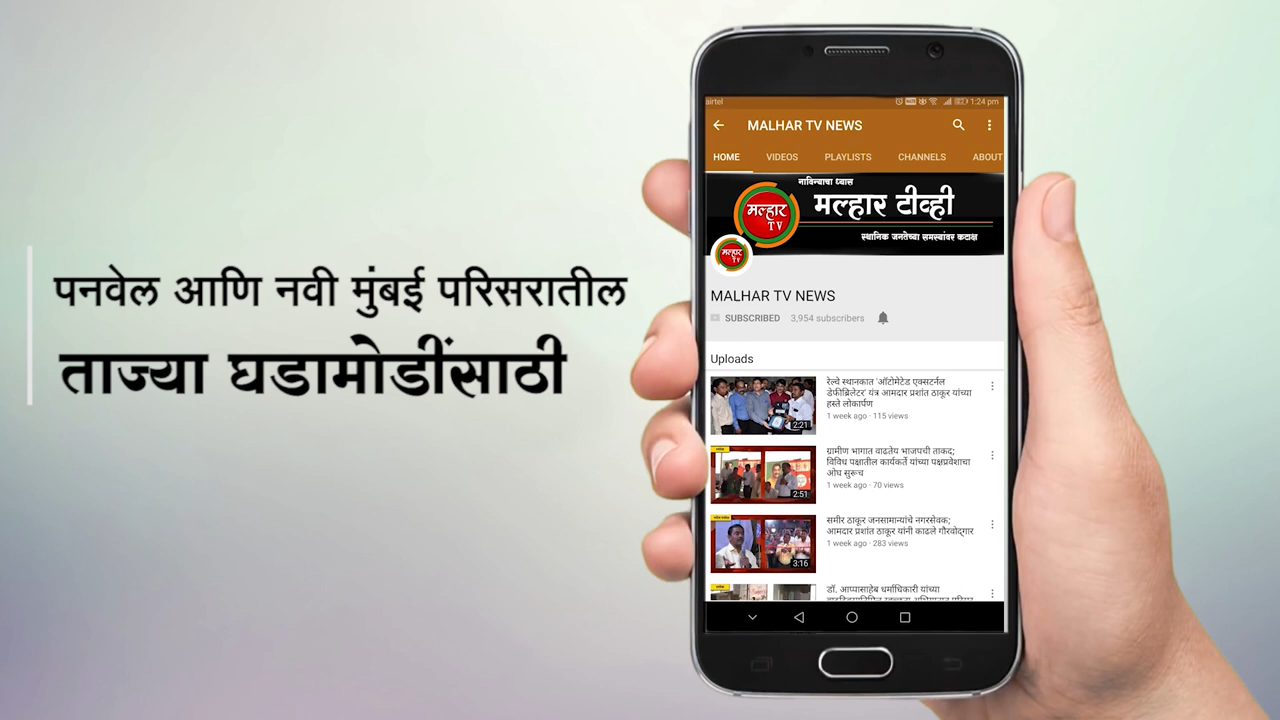 पनवेल आणि नवी मुंबई परिसरातील
ताज्या घडामोडींसाठी
airtel
1:24 pm
MALHAR TV NEWS
HOME VIDEOS PLAYLISTS CHANNELS ABOUT
नाविन्याचा ध्यास
मल्हार टीव्ही
मल्हार
TV
स्थानिक जनतेच्या समस्यांवर कटाक्ष
मल्हार
TV
MALHAR TV NEWS
SUBSCRIBED 3,954 subscribers
Uploads
रेल्वे स्थानकात 'ऑटोमेटेड एक्सटर्नल
डेफीब्रिलेटर' यंत्र आमदार प्रशांत ठाकूर यांच्या
हस्ते लोकार्पण
1 week ago · 115 views
2:21
ग्रामीण भागात वाढतेय भाजपची ताकद;
विविध पक्षातील कार्यकर्ते यांच्या पक्षप्रवेशाचा
ओघ सुरूच
1 week ago · 70 views
2:51
समीर ठाकूर जनसामान्यांचे नगरसेवक;
आमदार प्रशांत ठाकूर यांनी काढले गौरवोद्गार
1 week ago · 283 views
3:16
डॉ. आप्पासाहेब धर्माधिकारी यांच्या